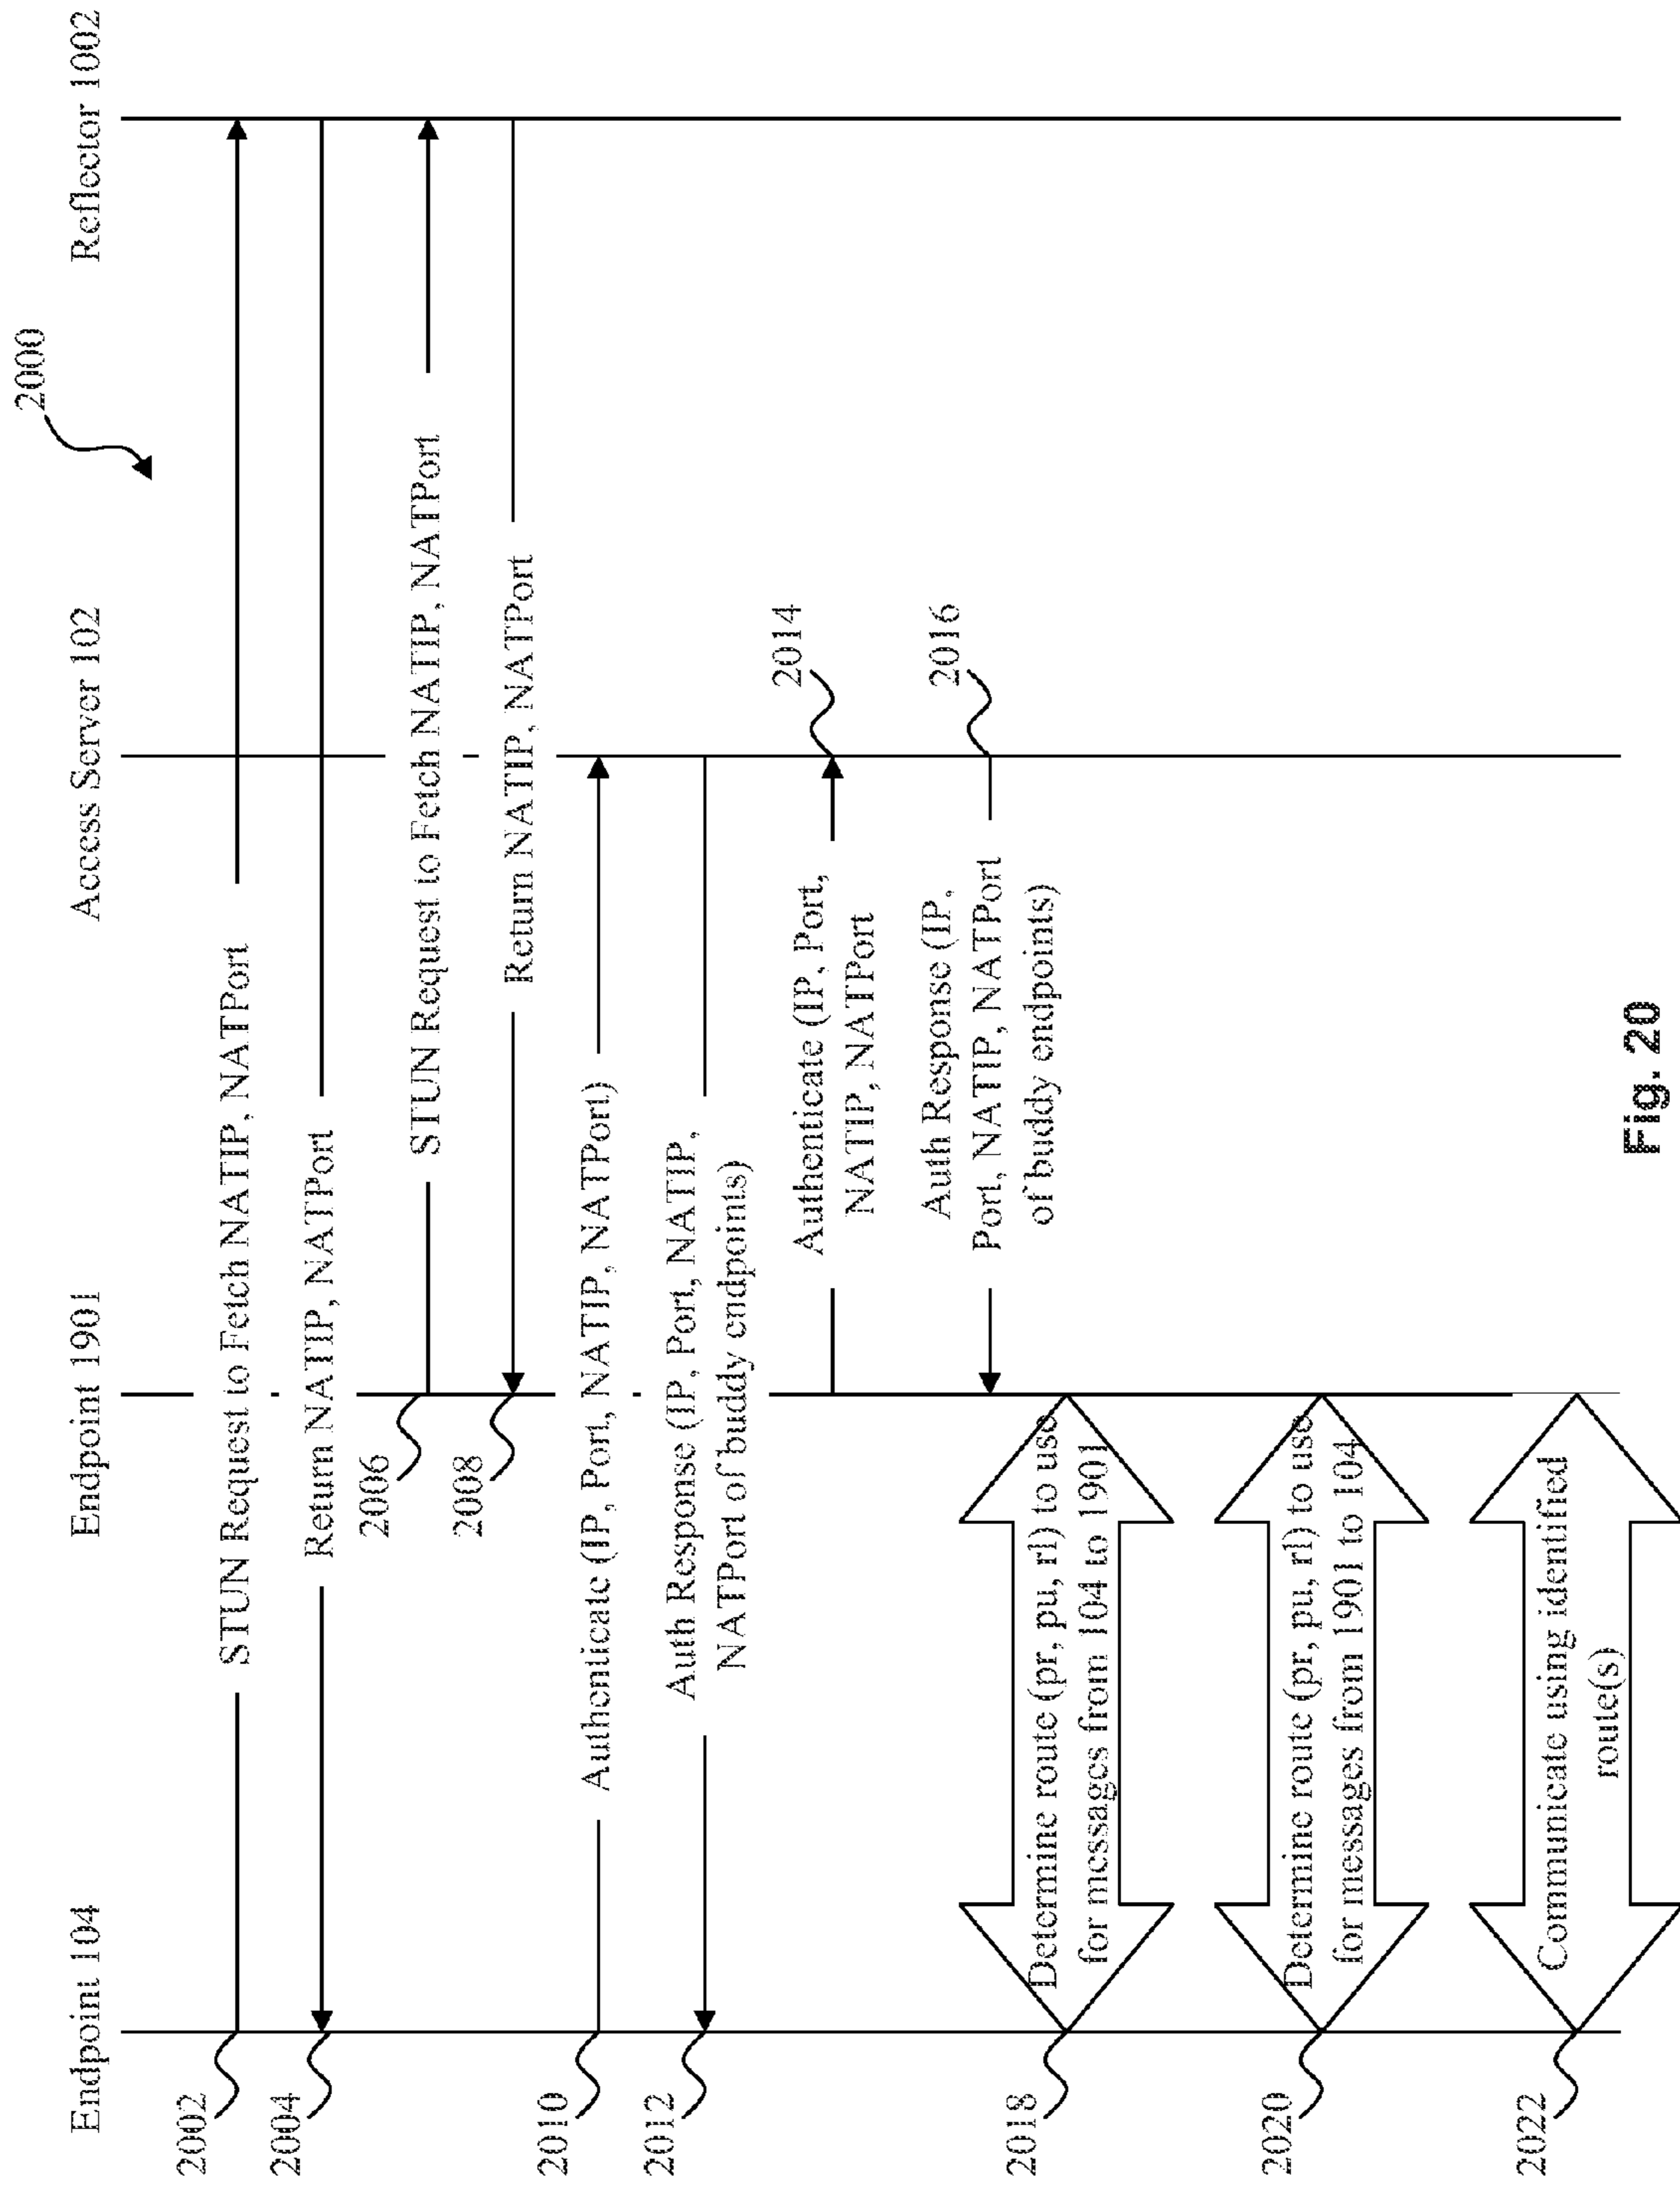 2000
Endpoint 104
Endpoint 1901
Access Server 102
Reflector 1002
2002
STUN Request to Fetch NATIP, NATPort
2004
Return NATIP, NATPort
2006
STUN Request to Fetch NATIP, NATPort
2008
Return NATIP, NATPort
2010
Authenticate (IP, Port, NATIP, NATPort)
2012
Auth Response (IP, Port, NATIP,
NATPort of buddy endpoints)
2014
Authenticate (IP, Port,
NATIP, NATPort
2016
Auth Response (IP,
Port, NATIP, NATPort
of buddy endpoints)
2018
Determine route (pr, pu, rl) to use
for messages from 104 to 1901
2020
Determine route (pr, pu, rl) to use
for messages from 1901 to 104
2022
Communicate using identified
route(s)
Fig. 20